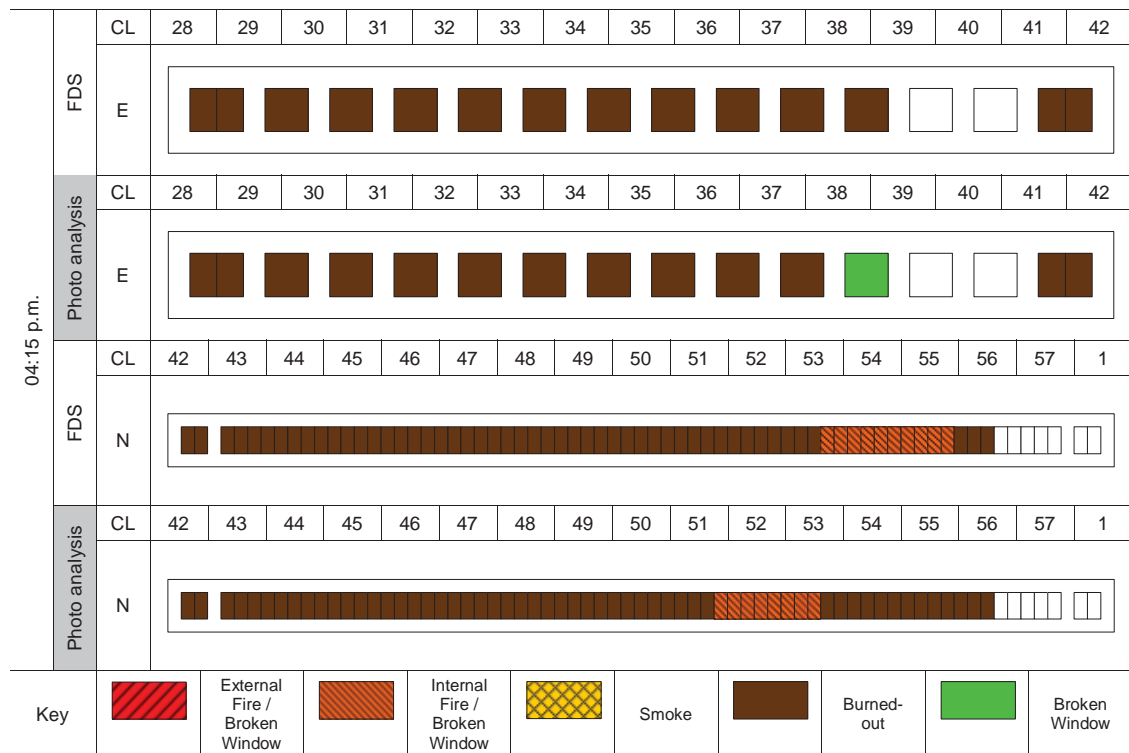 04:15 p.m.
FDS
CL 28 29 30 31 32 33 34 35 36 37 38 39 40 41 42
E
Photo analysis
CL 28 29 30 31 32 33 34 35 36 37 38 39 40 41 42
E
FDS
CL 42 43 44 45 46 47 48 49 50 51 52 53 54 55 56 57 1
N
Photo analysis
CL 42 43 44 45 46 47 48 49 50 51 52 53 54 55 56 57 1
N
Key
External
Fire /
Broken
Window
Internal
Fire /
Broken
Window
Smoke
Burned-
out
Broken
Window